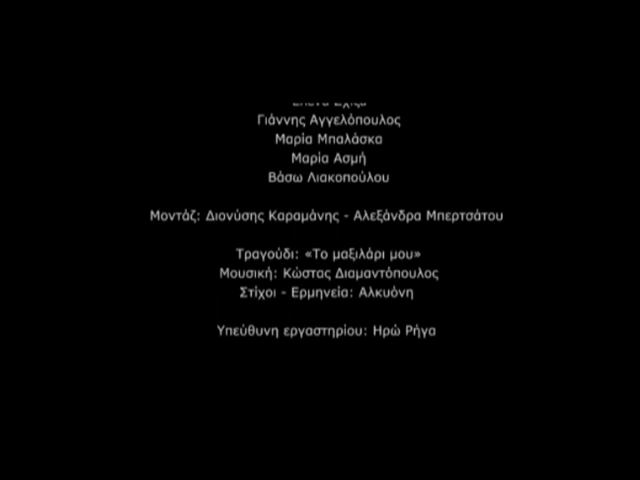 Γιάννης Αγγελόπουλος
Μαρία Μπαλάσκα
Μαρία Ασμή
Βάσω Λιακοπούλου
Μοντάζ: Διονύσης Καραμάνης - Αλεξάνδρα Μπερτσάτου
Τραγούδι: «Το μαξιλάρι μου»
Μουσική: Κώστας Διαμαντόπουλος
Στίχοι - Ερμηνεία: Αλκυόνη
Υπεύθυνη εργαστηρίου: Ηρώ Ρήγα